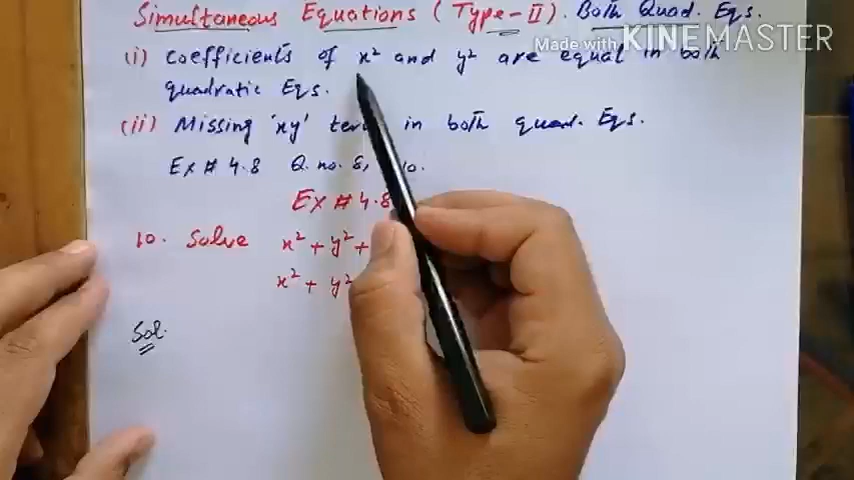 Simultaneous Equations (Type-II). Both Quad. Eqs.
Made with KINEMASTER
(i) Coefficients of x² and y² are equal in both
quadratic Eqs.
(ii) Missing 'xy' in both quad. Eqs.
Ex # 4.8 Q. no. 8,
Ex # 4.8
10. Solve x² + y² +
x² + y²
Sol.